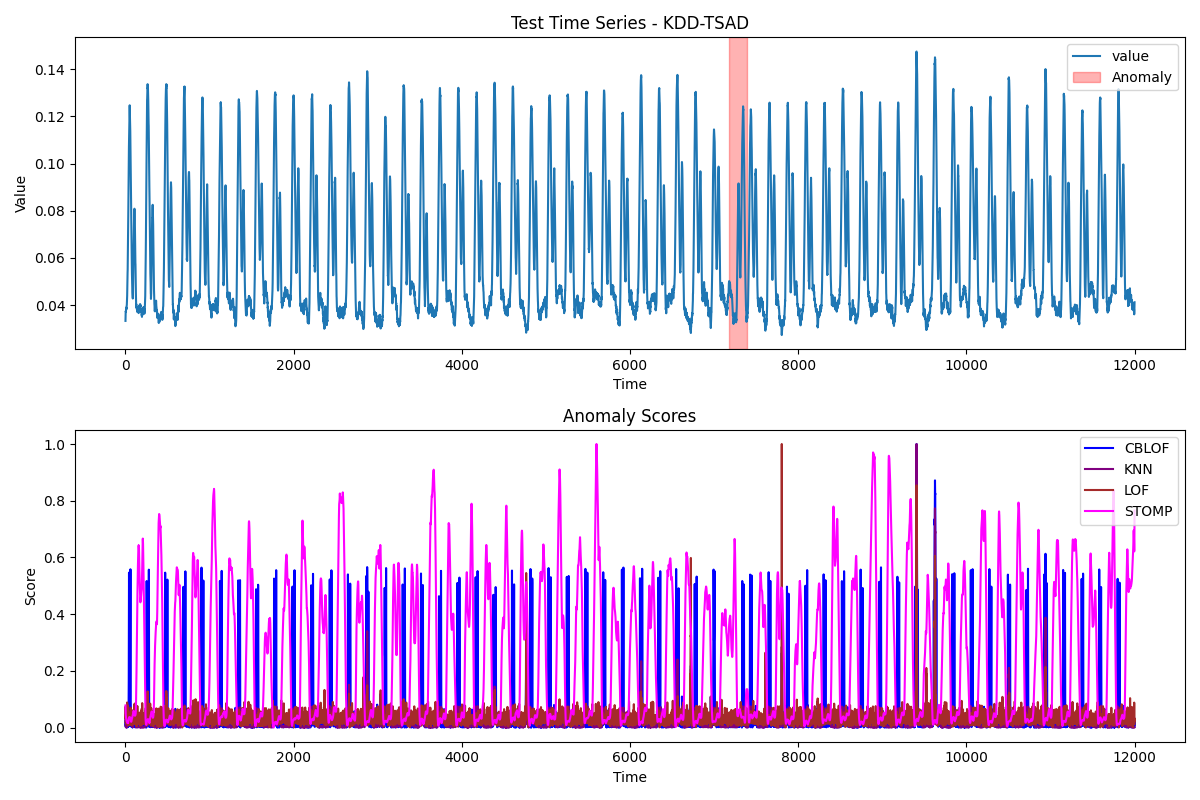 Test Time Series - KDD-TSAD
Value
0.14
0.12
0.10
0.08
0.06
0.04
value
Anomaly
0
2000
4000
6000
8000
10000
12000
Time
Anomaly Scores
Score
1.0
0.8
0.6
0.4
0.2
0.0
CBLOF
KNN
LOF
STOMP
0
2000
4000
6000
8000
10000
12000
Time